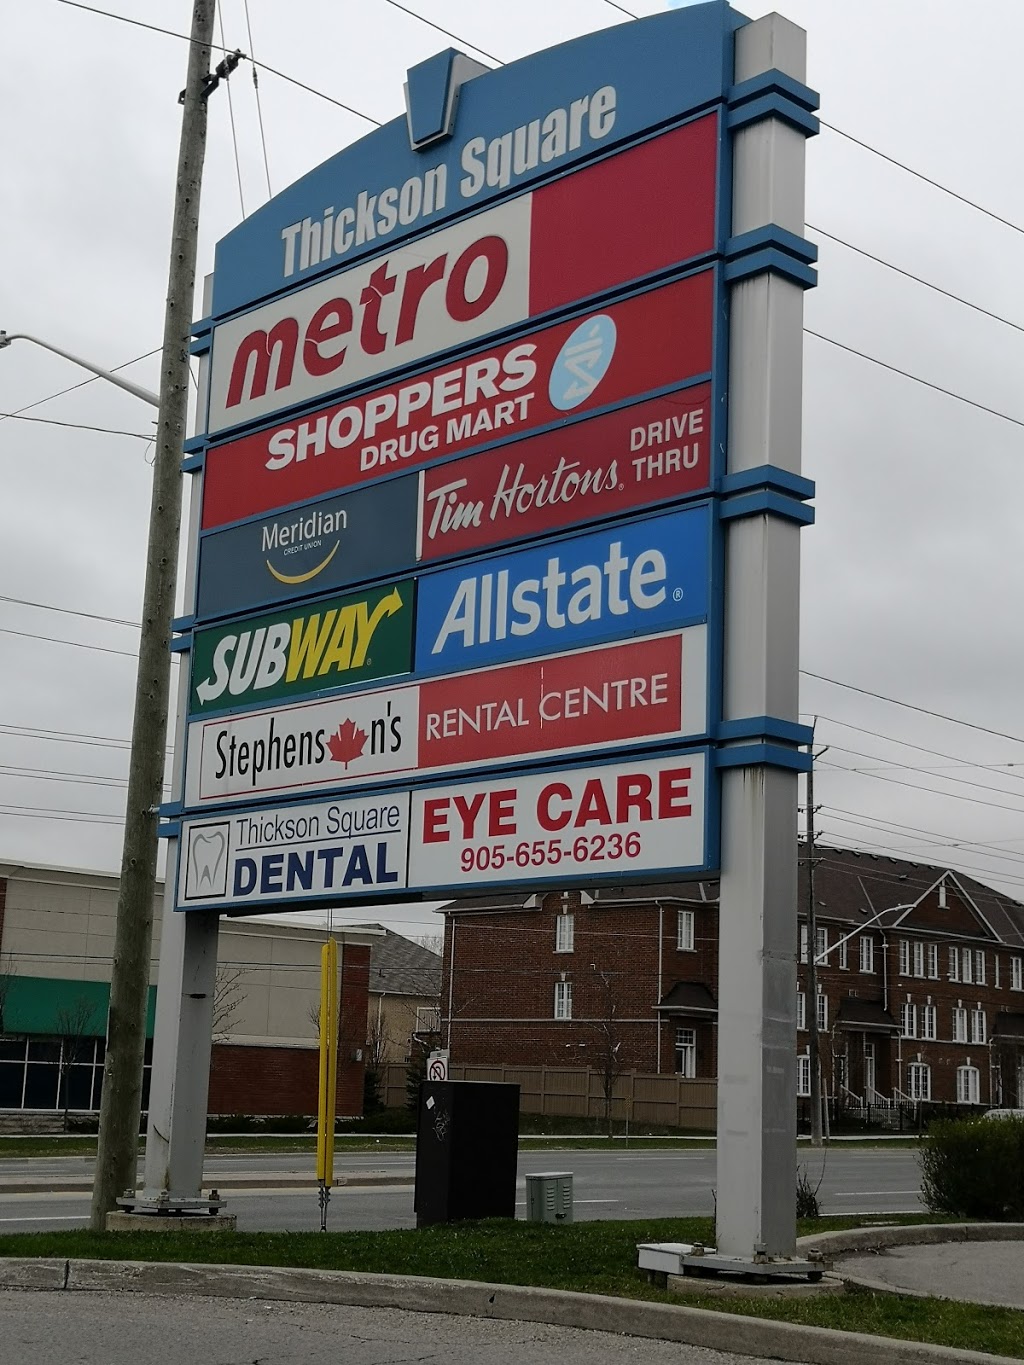 Thickson Square
metro
SHOPPERS
DRUG MART
Meridian
CREDIT UNION
Tim Hortons
DRIVE
THRU
SUBWAY
Allstate
Stephenson's
RENTAL CENTRE
Thickson Square
DENTAL
EYE CARE
905-655-6236